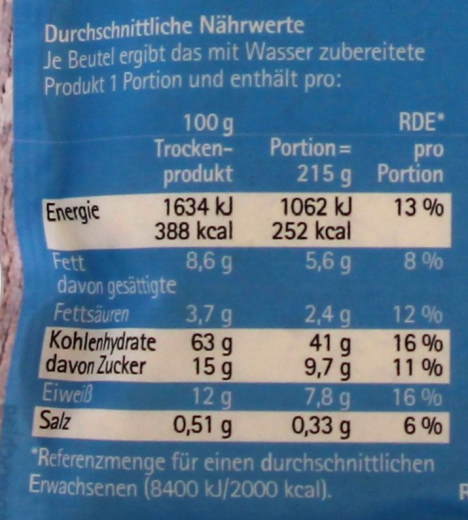 Durchschnittliche Nährwerte
Je Beutel ergibt das mit Wasser zubereitete
Produkt 1 Portion und enthält pro:
100 g RDE*
Trocken- Portion = pro
produkt 215 g Portion
Energie 1634 kJ 1062 kJ 13 %
388 kcal 252 kcal
Fett 8,6 g 5,6 g 8 %
davon gesättigte
Fettsäuren 3,7 g 2,4 g 12 %
Kohlenhydrate 63 g 41 g 16 %
davon Zucker 15 g 9,7 g 11 %
Eiweiß 12 g 7,8 g 16 %
Salz 0,51 g 0,33 g 6 %
*Referenzmenge für einen durchschnittlichen
Erwachsenen (8400 kJ/2000 kcal).